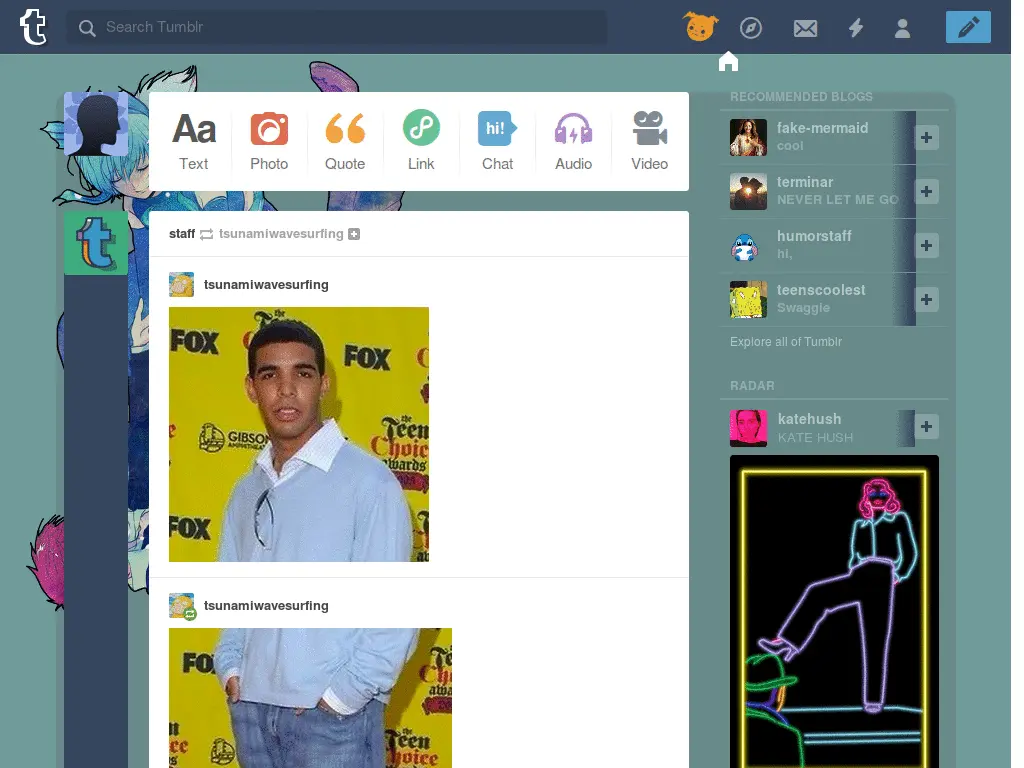 Search Tumblr
Aa
Text
Photo
Quote
Link
hi!
Chat
Audio
Video
staff tsunamiwavesurfing
tsunamiwavesurfing
FOX
FOX
GIBSON
AMPHITHEATER
the
Teen
Choice
awards
FOX
tsunamiwavesurfing
FO
the
Teen
Choice
Teen
Choice
RECOMMENDED BLOGS
fake-mermaid
cool
terminar
NEVER LET ME GO
humorstaff
hi,
teenscoolest
Swaggie
Explore all of Tumblr
RADAR
katehush
KATE HUSH